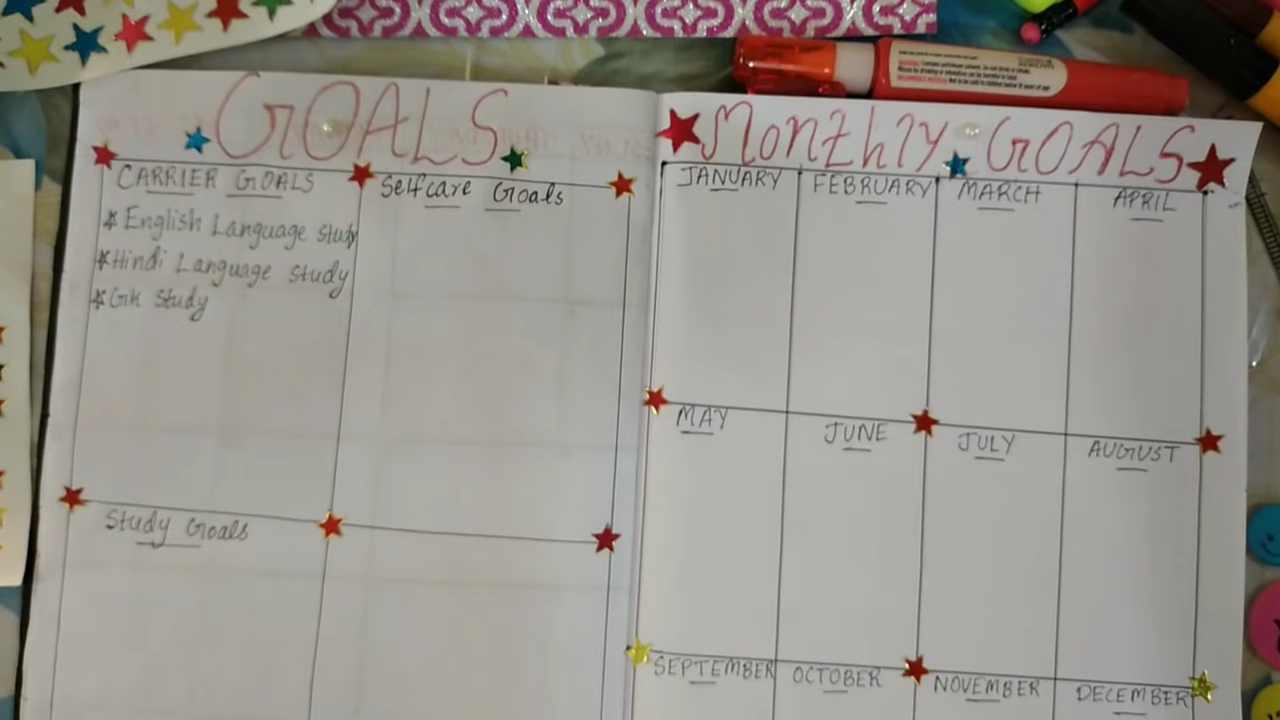 GOALS
CARRIER GOALS
* English Language study
* Hindi Language study
* GK Study
Selfcare Goals
Study Goals
Monthly GOALS
JANUARY
FEBRUARY
MARCH
APRIL
MAY
JUNE
JULY
AUGUST
SEPTEMBER
OCTOBER
NOVEMBER
DECEMBER